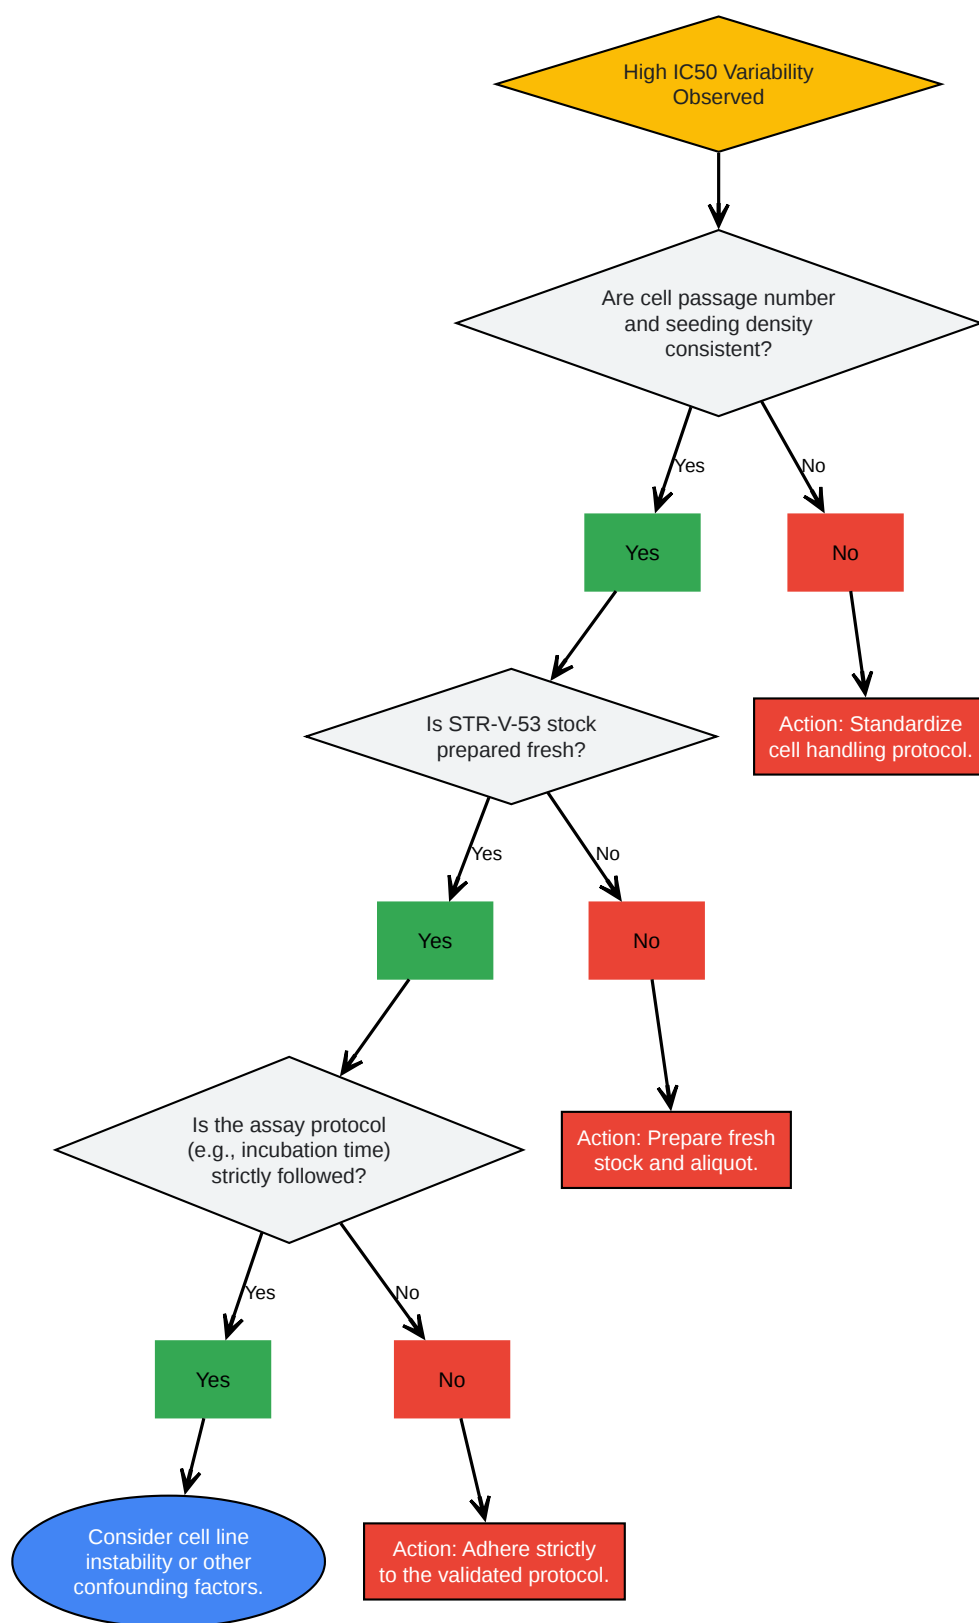 High IC50 Variability
Observed
Are cell passage number
and seeding density
consistent?
Yes
No
Yes
No
Is STR-V-53 stock
prepared fresh?
Action: Standardize
cell handling protocol.
Yes
No
Yes
No
Is the assay protocol
(e.g., incubation time)
strictly followed?
Action: Prepare fresh
stock and aliquot.
Yes
No
Yes
No
Consider cell line
instability or other
confounding factors.
Action: Adhere strictly
to the validated protocol.